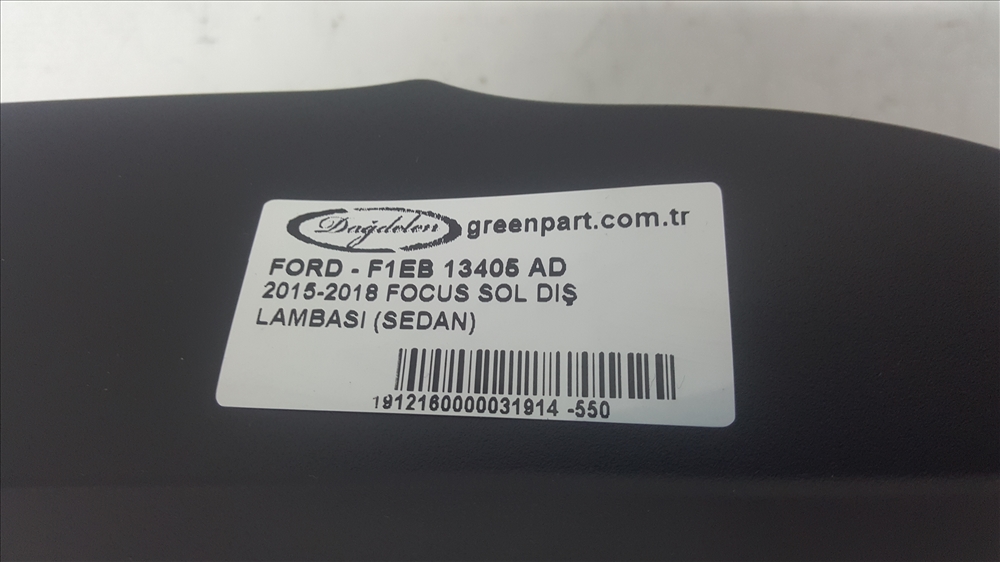 Dağdelen greenpart.com.tr
FORD - F1EB 13405 AD
2015-2018 FOCUS SOL DIŞ
LAMBASI (SEDAN)
1912160000031914 -550